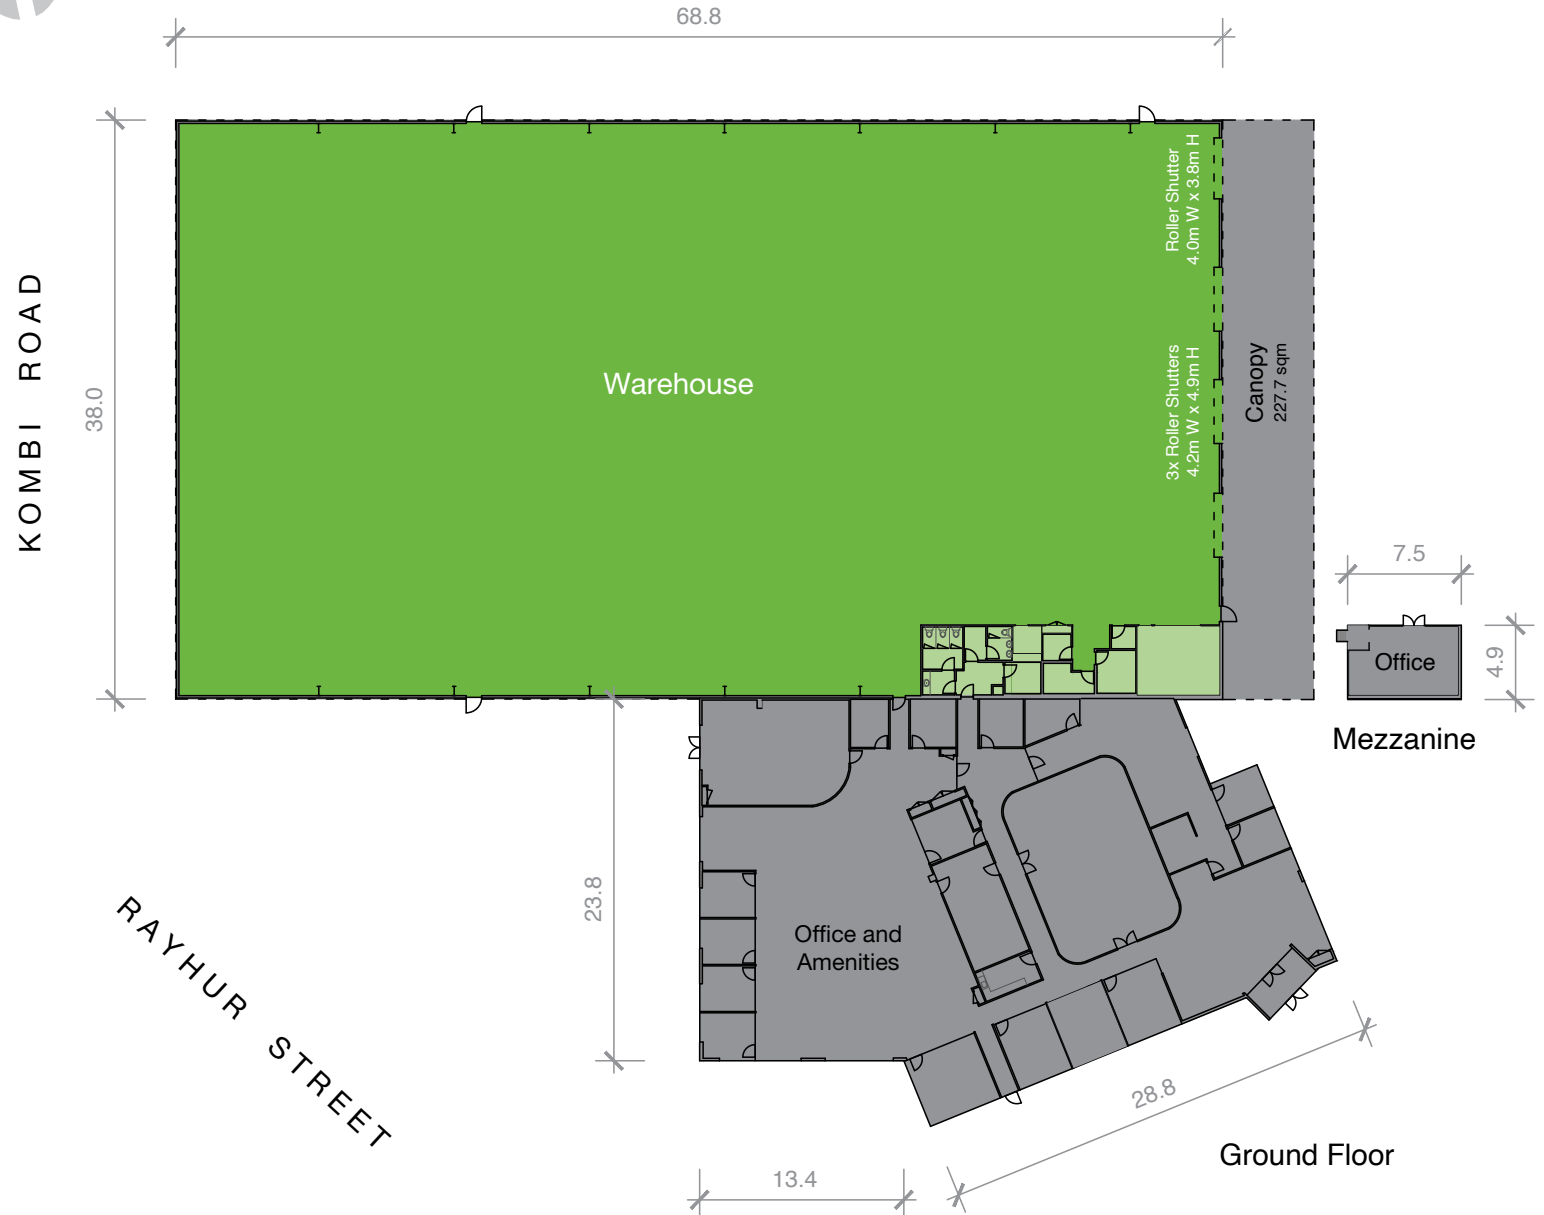 68.8
38.0
KOMBI ROAD
Roller Shutter
4.0m W x 3.8m H
Warehouse
3x Roller Shutters
4.2m W x 4.9m H
Canopy
227.7 sqm
7.5
4.9
Office
Mezzanine
23.8
Office and
Amenities
RAYHUR STREET
28.8
13.4
Ground Floor